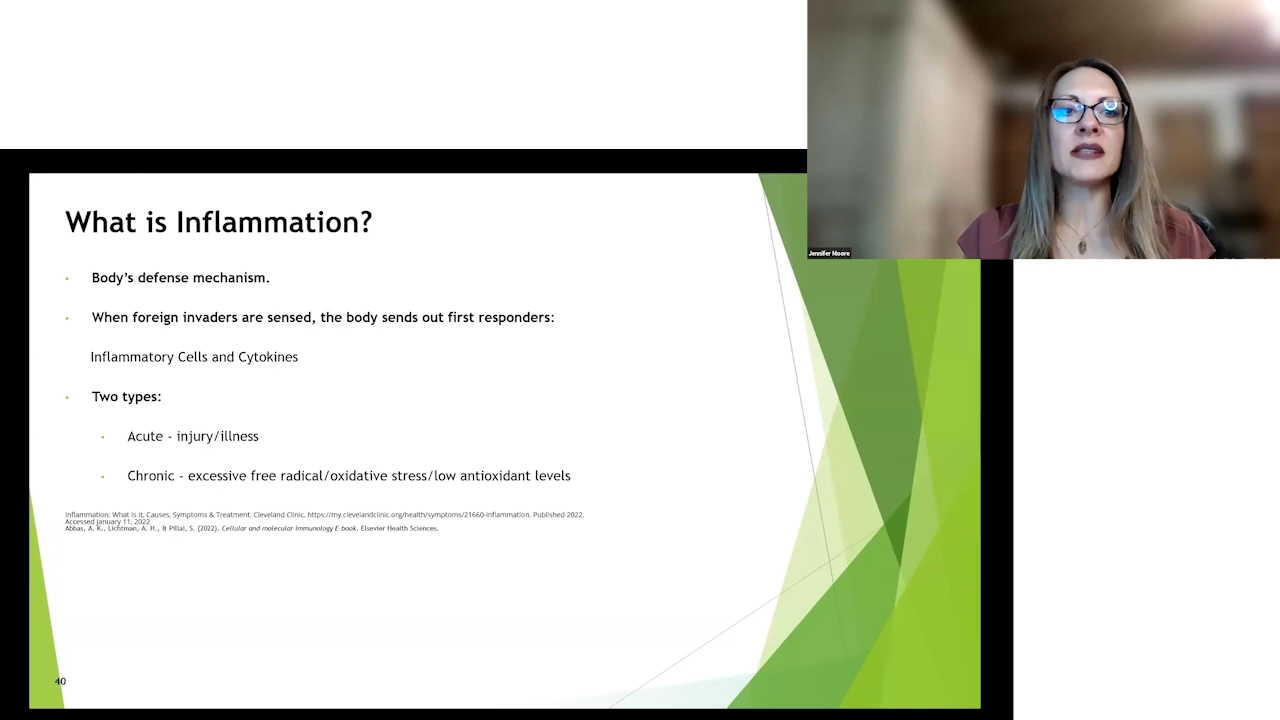 What is Inflammation?
• Body's defense mechanism.
• When foreign invaders are sensed, the body sends out first responders:
Inflammatory Cells and Cytokines
• Two types:
• Acute - injury/illness
• Chronic - excessive free radical/oxidative stress/low antioxidant levels
Inflammation: What is it, Causes, Symptoms & Treatment. Cleveland Clinic. https://my.clevelandclinic.org/health/symptoms/21660-inflammation. Published 2022.
Accessed January 11, 2022
Abbas, A. K., Lichtman, A. H., & Pillai, S. (2022). Cellular and molecular immunology E-book. Elsevier Health Sciences.
40
Jennifer Moore